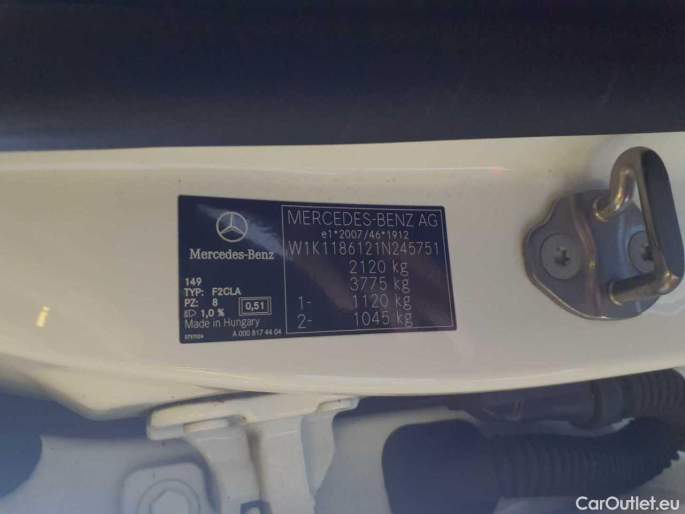 Mercedes-Benz
149
TYP: F2CLA
PZ: 8
1,0 %
0,51
Made in Hungary
A 000 817 44 04
MERCEDES-BENZ AG
e1*2007/46*1912
W1K1186121N245751
2120 kg
3775 kg
1- 1120 kg
2- 1045 kg
CarOutlet.eu